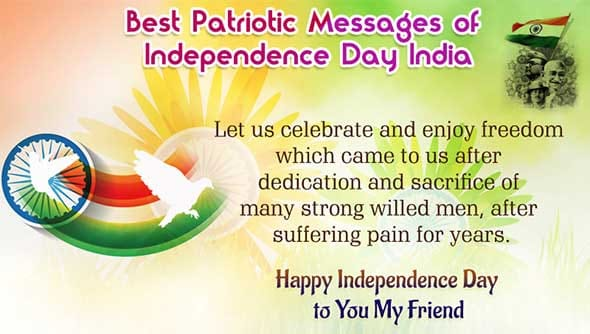 Best Patriotic Messages of
Independence Day India
Let us celebrate and enjoy freedom
which came to us after
dedication and sacrifice of
many strong willed men, after
suffering pain for years.
Happy Independence Day
to You My Friend